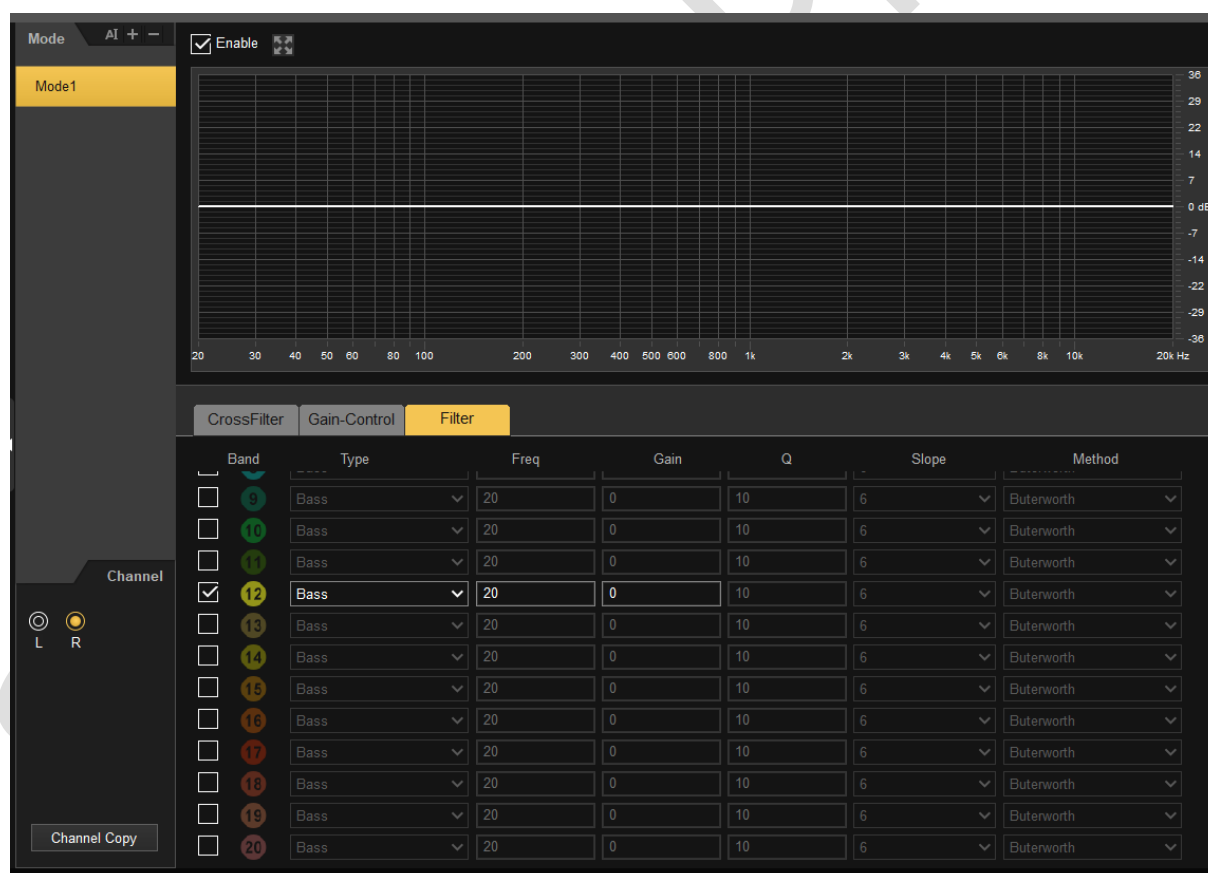 Mode AI + −
Enable
Mode1
36
29
22
14
7
0 dB
-7
-14
-22
-29
-36
20 30 40 50 60 80 100 200 300 400 500 600 800 1k 2k 3k 4k 5k 6k 8k 10k 20k Hz
CrossFilter Gain-Control Filter
Band Type Freq Gain Q Slope Method
9 Bass 20 0 10 6 Buterworth
10 Bass 20 0 10 6 Buterworth
11 Bass 20 0 10 6 Buterworth
12 Bass 20 0 10 6 Buterworth
13 Bass 20 0 10 6 Buterworth
14 Bass 20 0 10 6 Buterworth
15 Bass 20 0 10 6 Buterworth
16 Bass 20 0 10 6 Buterworth
17 Bass 20 0 10 6 Buterworth
18 Bass 20 0 10 6 Buterworth
19 Bass 20 0 10 6 Buterworth
20 Bass 20 0 10 6 Buterworth
Channel
L R
Channel Copy